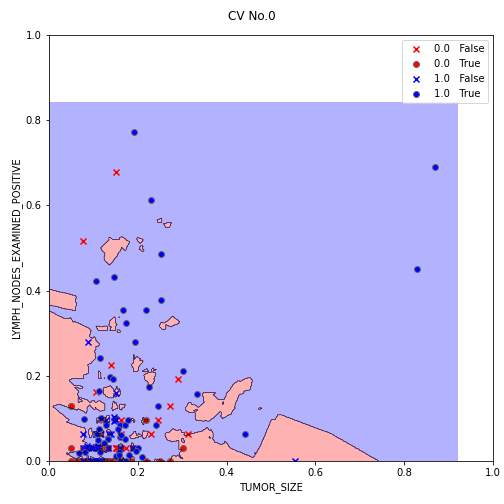 CV No.0
1.0
0.0 False
0.0 True
1.0 False
1.0 True
0.8
0.6
LYMPH_NODES_EXAMINED_POSITIVE
0.4
0.2
0.0
0.0 0.2 0.4 0.6 0.8 1.0
TUMOR_SIZE